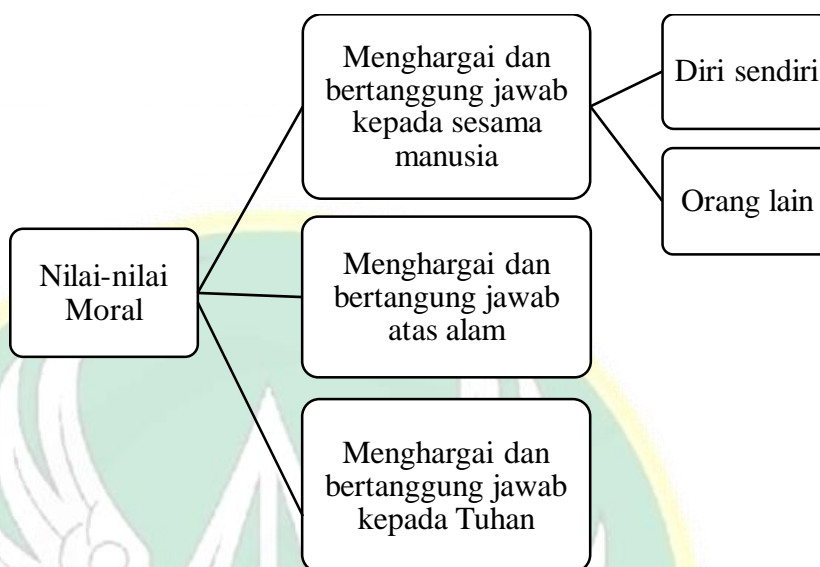 Nilai-nilai
Moral
Menghargai dan
bertanggung jawab
kepada sesama
manusia
Diri sendiri
Orang lain
Menghargai dan
bertangung jawab
atas alam
Menghargai dan
bertanggung jawab
kepada Tuhan